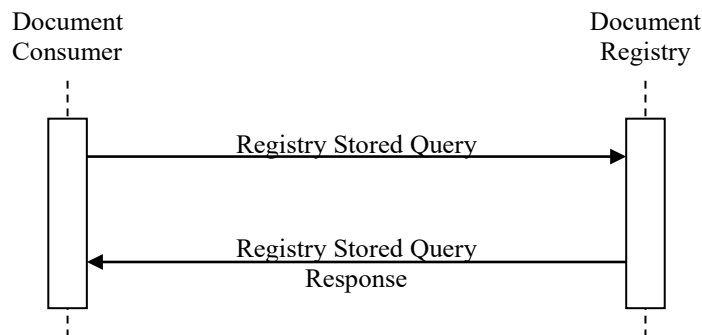 Document
Consumer
Document
Registry
Registry Stored Query
Registry Stored Query
Response